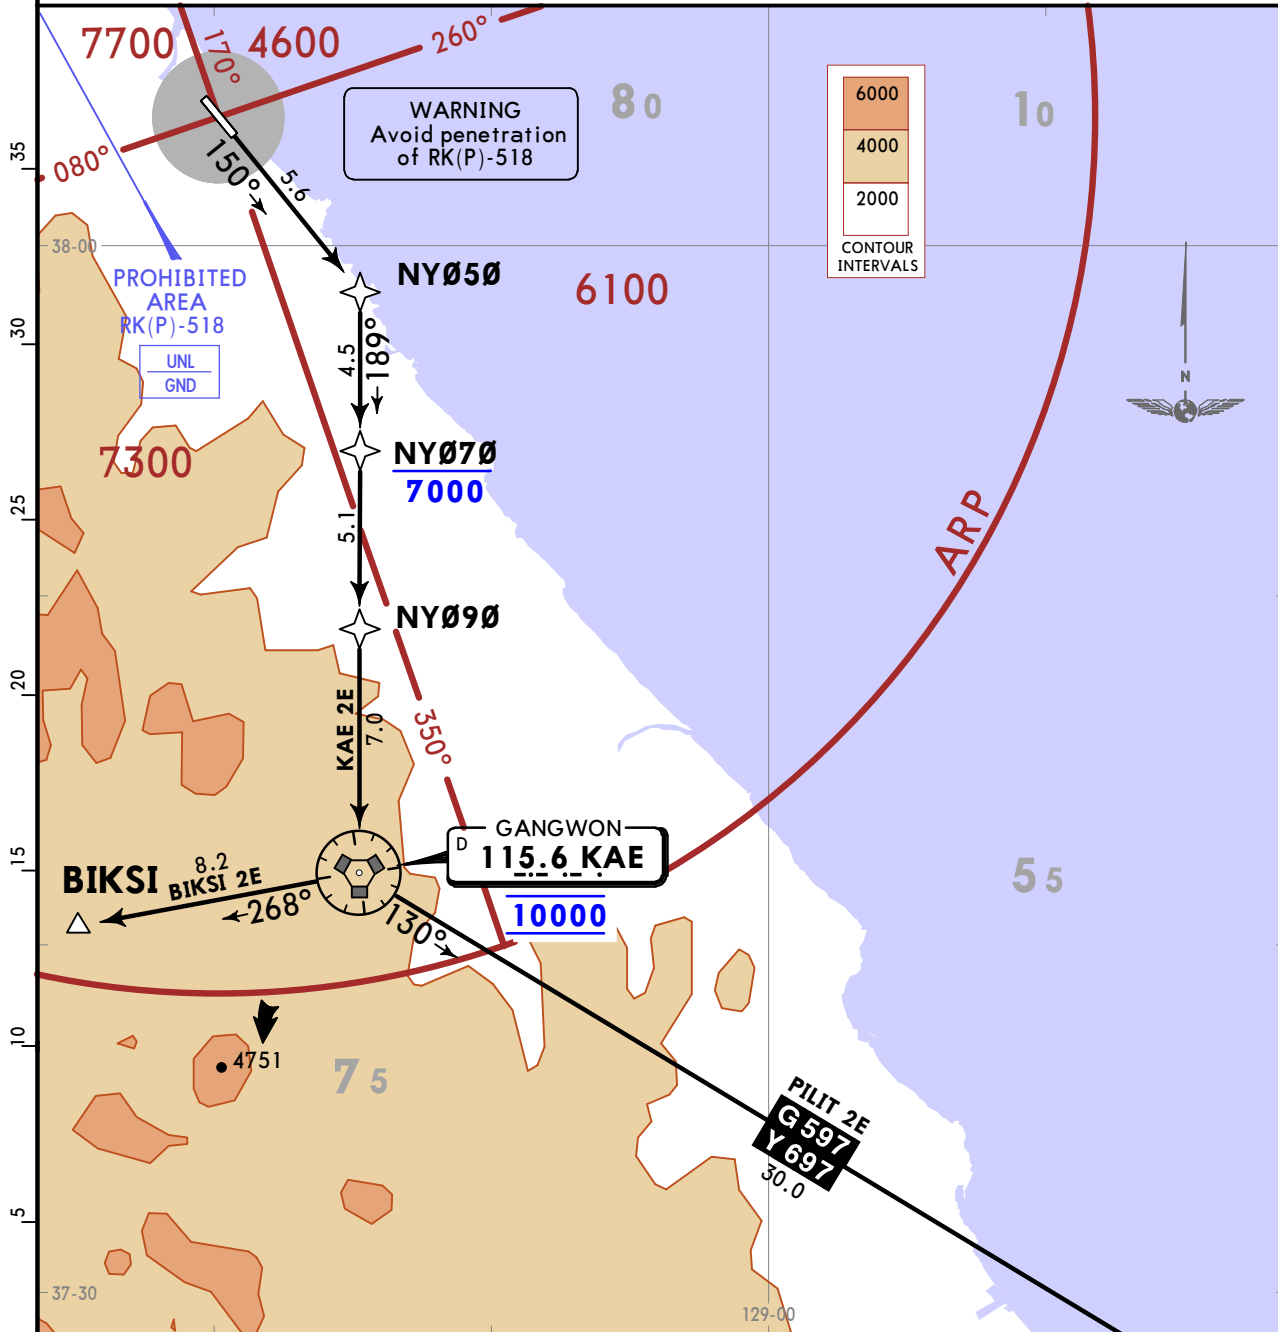 7700
170°
4600
260°
WARNING
Avoid penetration
of RK(P)-518
80
10
6000
4000
2000
CONTOUR
INTERVALS
35
080°
150°
5.6
38-00
NYØ50
PROHIBITED
AREA
RK(P)-518
UNL
GND
6100
30
4.5
189°
N
7300
NYØ70
7000
25
5.1
ARP
NYØ90
20
KAE 2E
7.0
350°
GANGWON
D
115.6 KAE
10000
15
BIKSI
8.2
BIKSI 2E
268°
130°
55
10
4751
75
PILIT 2E
G 597
Y 697
30.0
5
37-30
129-00